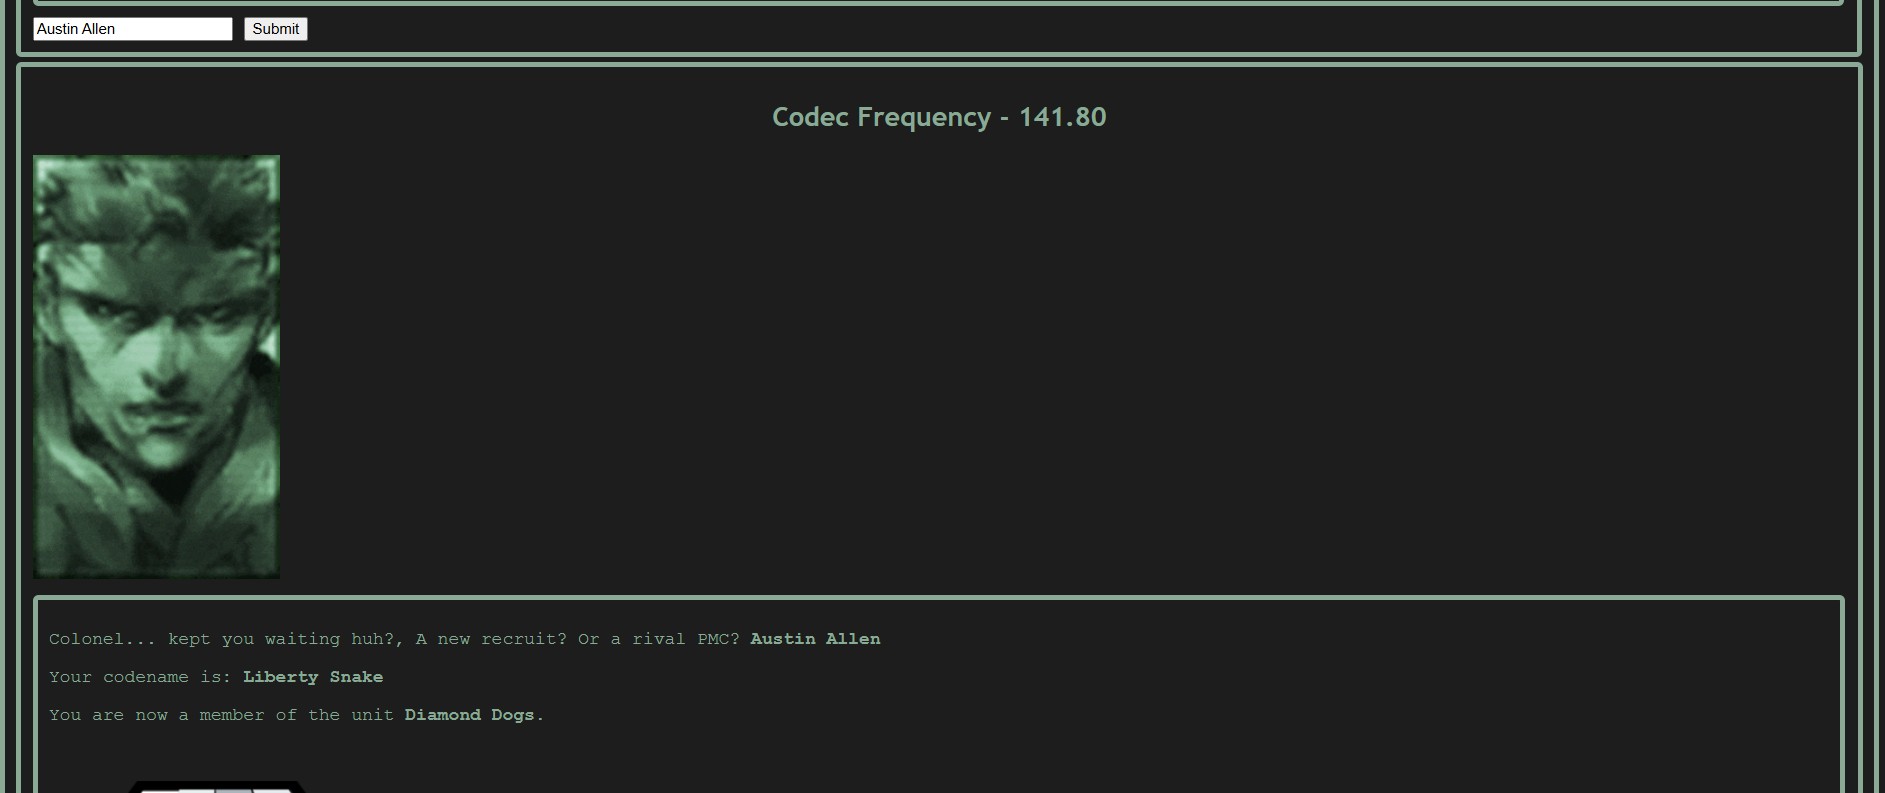 Austin Allen Submit
Codec Frequency - 141.80
Colonel... kept you waiting huh?, A new recruit? Or a rival PMC? Austin Allen
Your codename is: Liberty Snake
You are now a member of the unit Diamond Dogs.